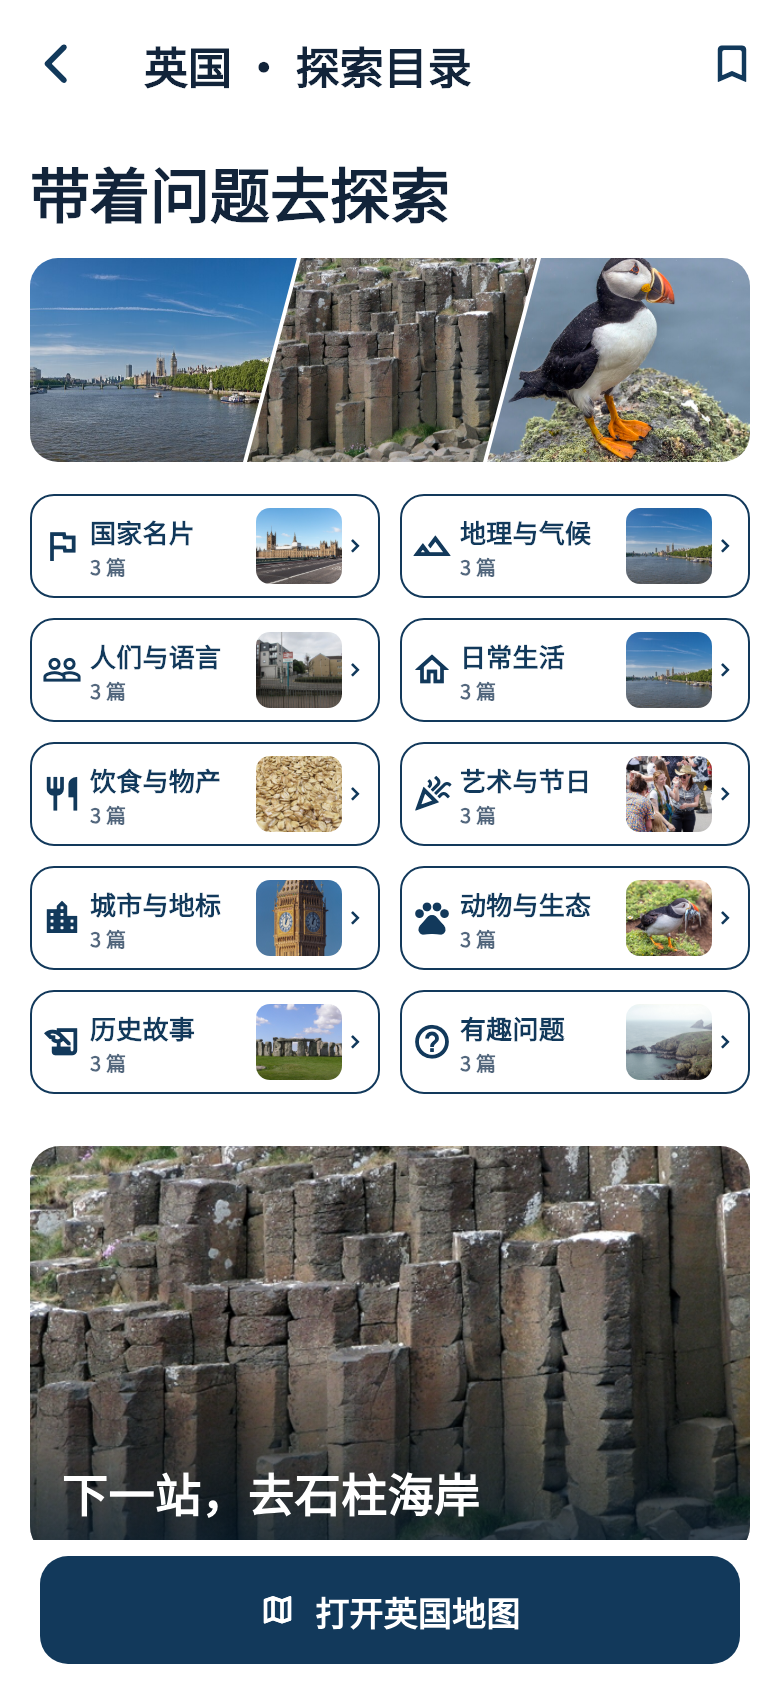 英国 · 探索目录
带着问题去探索
国家名片
3 篇
地理与气候
3 篇
人们与语言
3 篇
日常生活
3 篇
饮食与物产
3 篇
艺术与节日
3 篇
城市与地标
3 篇
动物与生态
3 篇
历史故事
3 篇
有趣问题
3 篇
下一站，去石柱海岸
打开英国地图